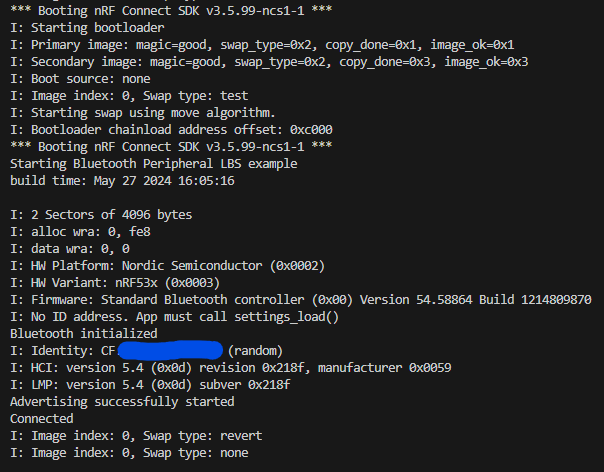 *** Booting nRF Connect SDK v3.5.99-ncs1-1 ***
I: Starting bootloader
I: Primary image: magic=good, swap_type=0x2, copy_done=0x1, image_ok=0x1
I: Secondary image: magic=good, swap_type=0x2, copy_done=0x3, image_ok=0x3
I: Boot source: none
I: Image index: 0, Swap type: test
I: Starting swap using move algorithm.
I: Bootloader chainload address offset: 0xc000
*** Booting nRF Connect SDK v3.5.99-ncs1-1 ***
Starting Bluetooth Peripheral LBS example
build time: May 27 2024 16:05:16
I: 2 Sectors of 4096 bytes
I: alloc wra: 0, fe8
I: data wra: 0, 0
I: HW Platform: Nordic Semiconductor (0x0002)
I: HW Variant: nRF53x (0x0003)
I: Firmware: Standard Bluetooth controller (0x00) Version 54.58864 Build 1214809870
I: No ID address. App must call settings_load()
Bluetooth initialized
I: Identity: CF (random)
I: HCI: version 5.4 (0x0d) revision 0x218f, manufacturer 0x0059
I: LMP: version 5.4 (0x0d) subver 0x218f
Advertising successfully started
Connected
I: Image index: 0, Swap type: revert
I: Image index: 0, Swap type: none